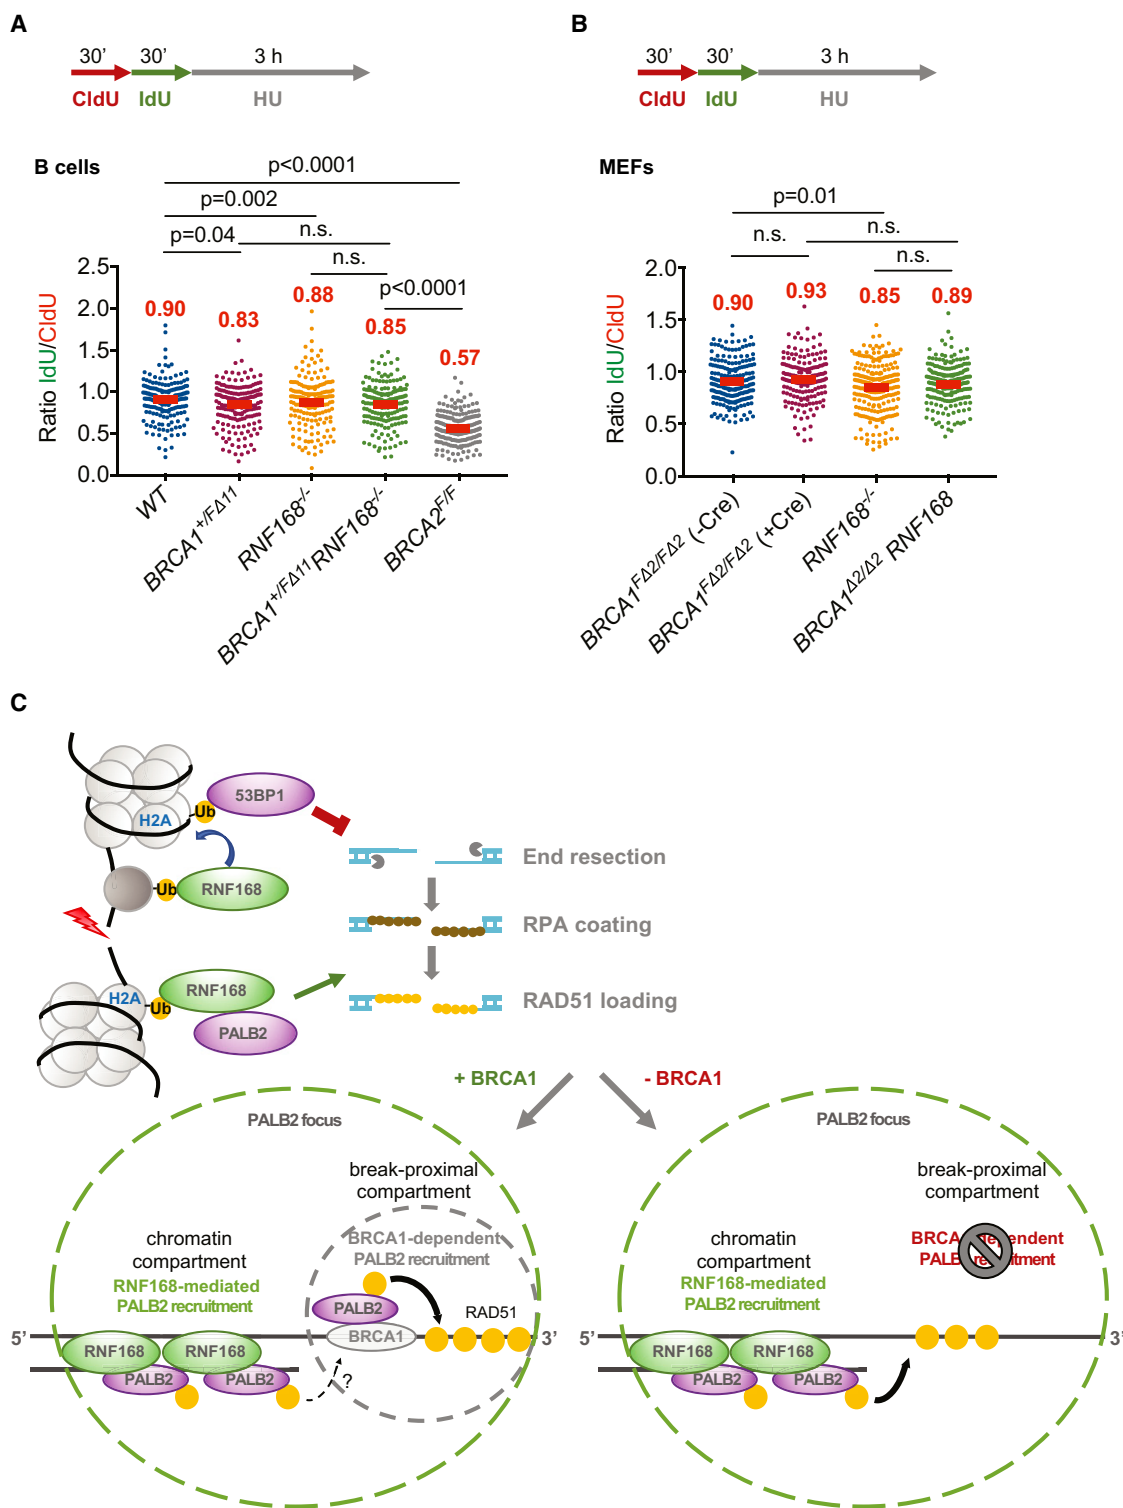 A
30’ 30’ 3 h
CldU IdU HU
B cells
p<0.0001
p=0.002
p=0.04 n.s.
n.s.
p<0.0001
Ratio IdU/CldU
2.5
2.0
1.5
1.0
0.5
0.0
0.90 0.83 0.88 0.85 0.57
WT
BRCA1+/FΔ11
RNF168-/-
BRCA1+/FΔ11RNF168-/-
BRCA2F/F
B
30’ 30’ 3 h
CldU IdU HU
MEFs
p=0.01
n.s. n.s.
n.s.
Ratio IdU/CldU
2.0
1.5
1.0
0.5
0.0
0.90 0.93 0.85 0.89
BRCA1FΔ2/FΔ2 (-Cre)
BRCA1FΔ2/FΔ2 (+Cre)
RNF168-/-
BRCA1Δ2/Δ2 RNF168
C
53BP1
Ub
H2A
Ub
RNF168
End resection
RPA coating
RAD51 loading
H2A
Ub
RNF168
PALB2
+ BRCA1
- BRCA1
PALB2 focus
break-proximal
compartment
BRCA1-dependent
PALB2 recruitment
chromatin
compartment
RNF168-mediated
PALB2 recruitment
PALB2
RAD51
BRCA1
5’
3’
RNF168 RNF168
PALB2 PALB2
?
PALB2 focus
break-proximal
compartment
chromatin
compartment
RNF168-mediated
PALB2 recruitment
5’
3’
RNF168 RNF168
PALB2 PALB2